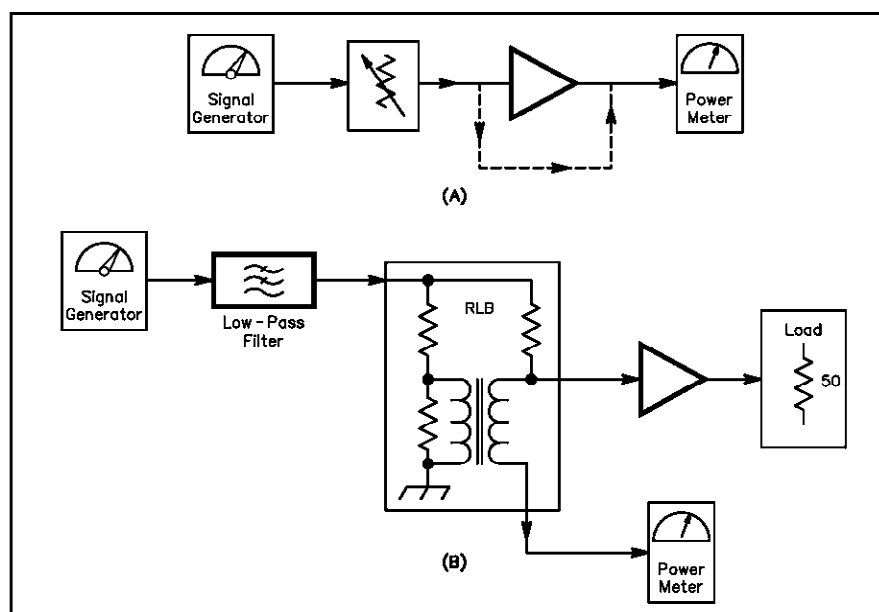 Signal
Generator
Power
Meter
(A)
Signal
Generator
Low-Pass
Filter
RLB
Load
50
(B)
Power
Meter